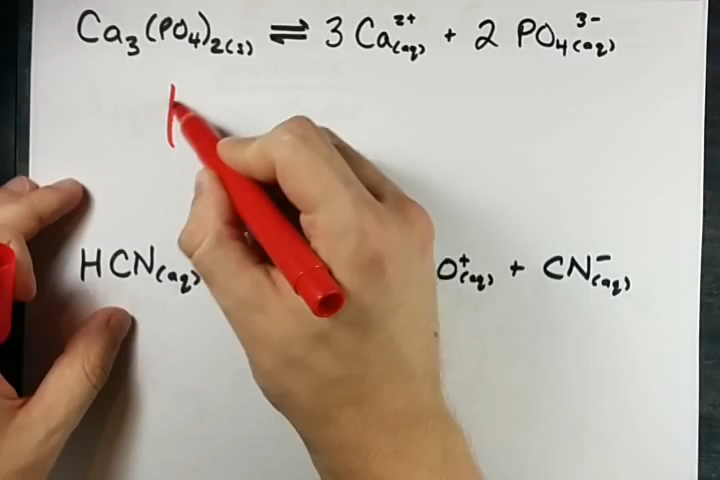 Ca₃(PO₄)₂(s) ⇌ 3 Ca²⁺(aq) + 2 PO₄³⁻(aq)
HCN(aq) O⁺(aq) + CN⁻(aq)